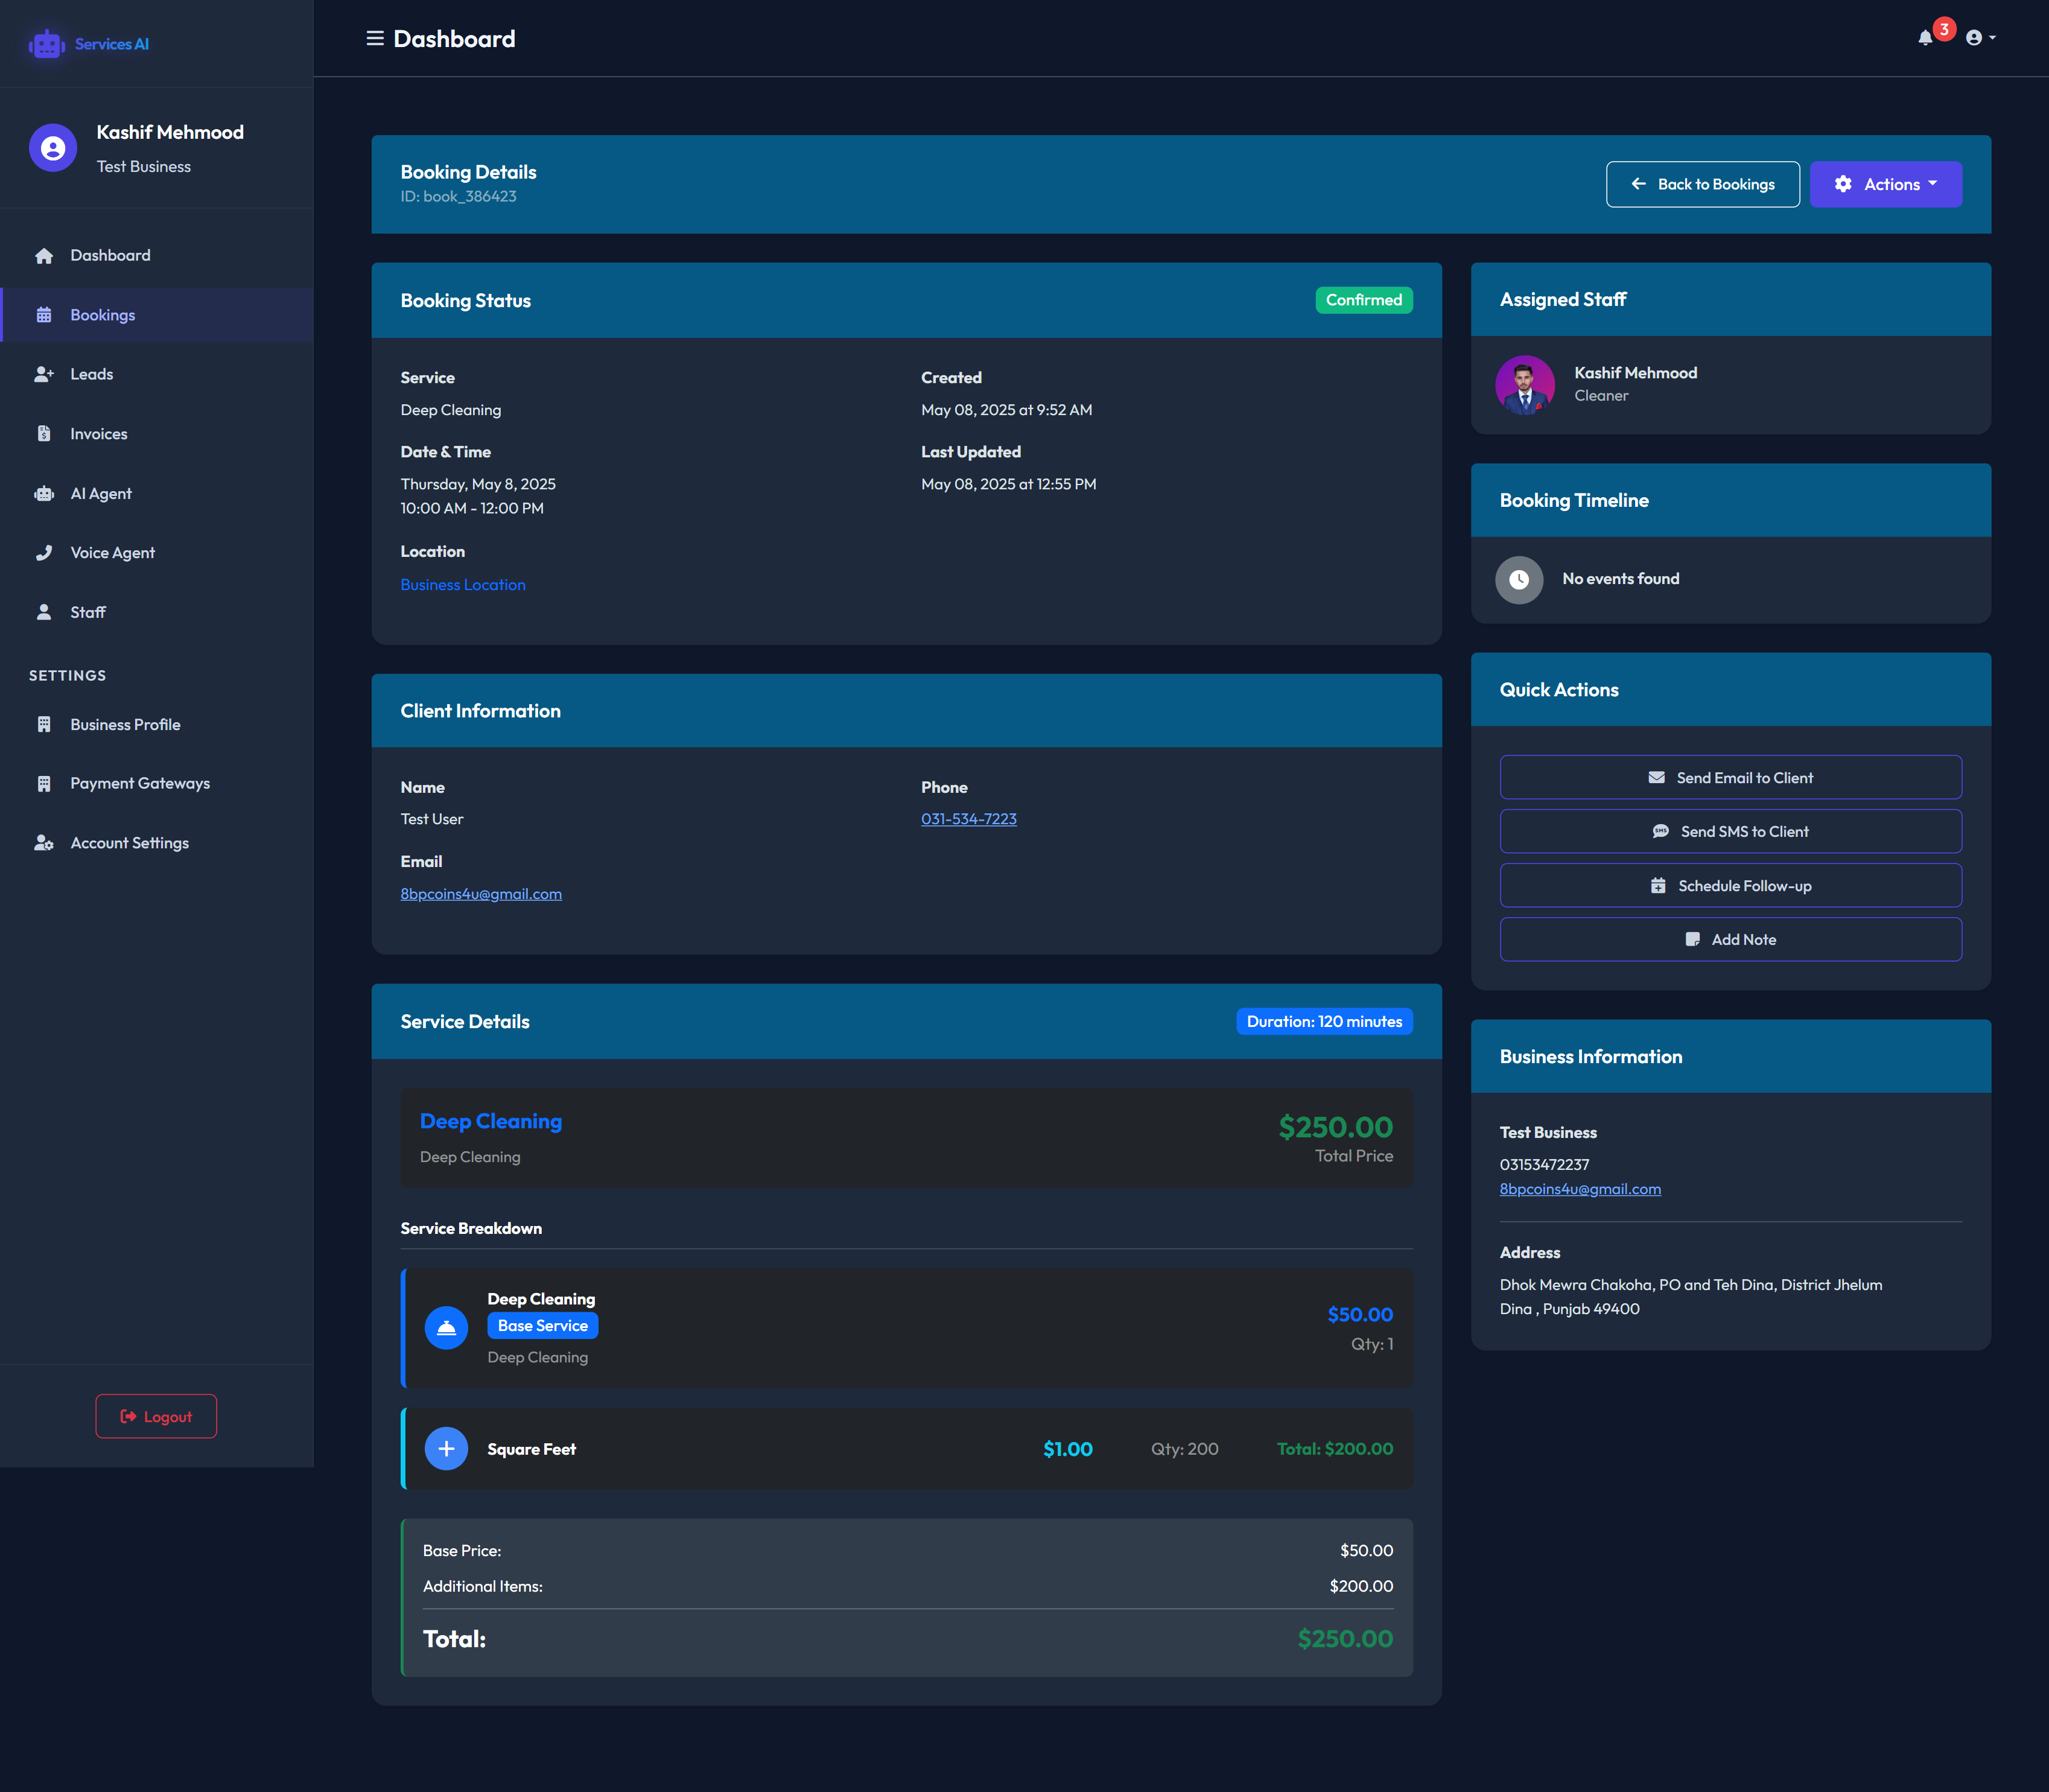 Services AI
Kashif Mehmood
Test Business
Dashboard
Bookings
Leads
Invoices
AI Agent
Voice Agent
Staff
SETTINGS
Business Profile
Payment Gateways
Account Settings
Logout
Dashboard
3
Booking Details
ID: book_386423
Back to Bookings
Actions
Booking Status
Confirmed
Service
Deep Cleaning
Created
May 08, 2025 at 9:52 AM
Date & Time
Thursday, May 8, 2025
10:00 AM - 12:00 PM
Last Updated
May 08, 2025 at 12:55 PM
Location
Business Location
Client Information
Name
Test User
Phone
031-534-7223
Email
8bpcoins4u@gmail.com
Service Details
Duration: 120 minutes
Deep Cleaning
Deep Cleaning
$250.00
Total Price
Service Breakdown
Deep Cleaning
Base Service
Deep Cleaning
$50.00
Qty: 1
Square Feet
$1.00
Qty: 200
Total: $200.00
Base Price:
$50.00
Additional Items:
$200.00
Total:
$250.00
Assigned Staff
Kashif Mehmood
Cleaner
Booking Timeline
No events found
Quick Actions
Send Email to Client
SMS
Send SMS to Client
Schedule Follow-up
Add Note
Business Information
Test Business
03153472237
8bpcoins4u@gmail.com
Address
Dhok Mewra Chakoha, PO and Teh Dina, District Jhelum
Dina , Punjab 49400